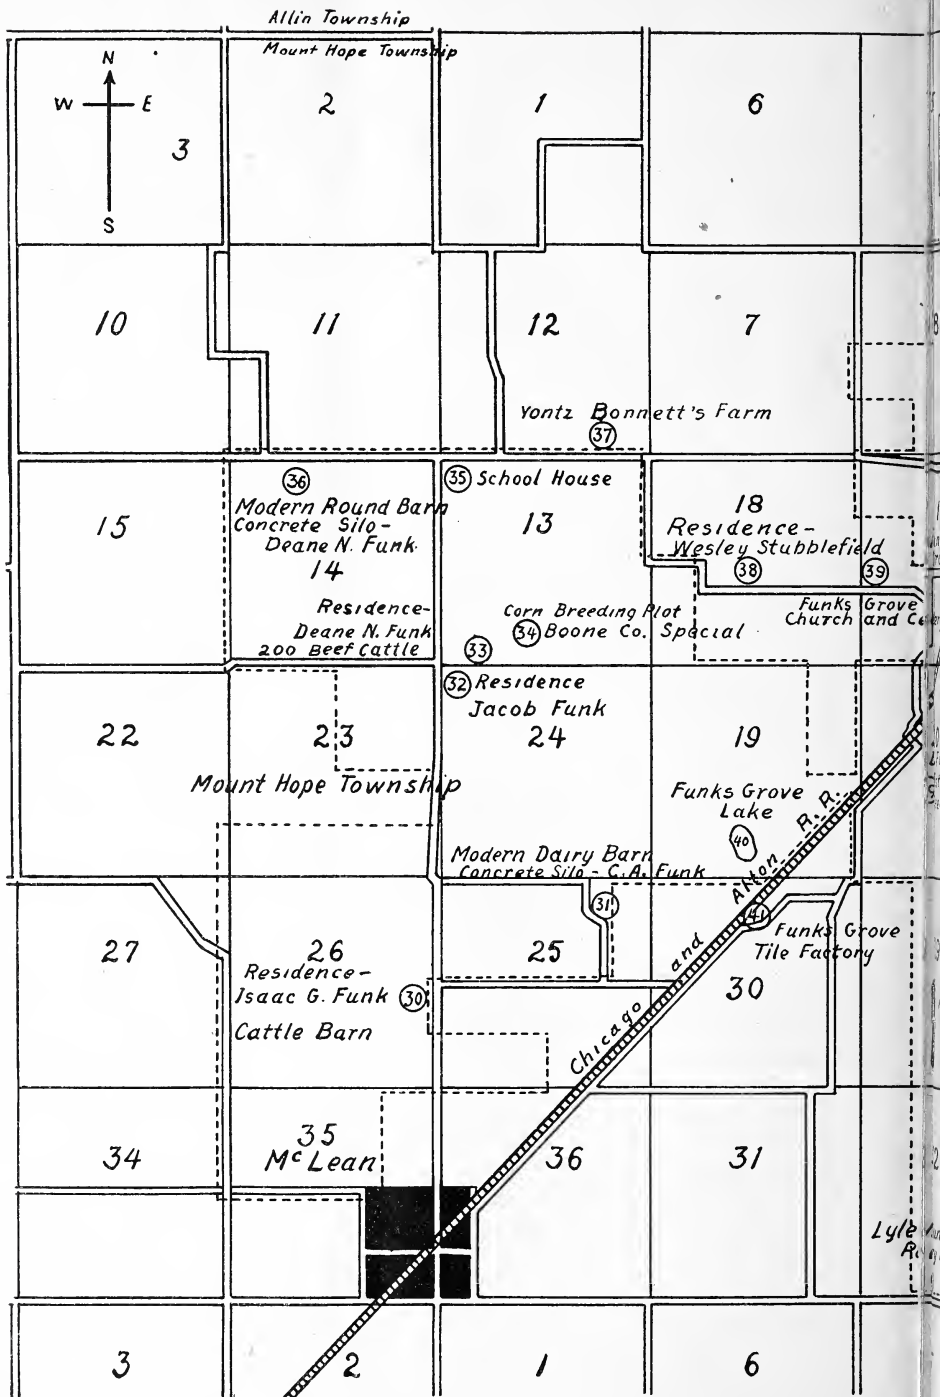 Allin Township
Mount Hope Township
N
W E
S
3
2
1
6
10
11
12
7
8
Yontz Bonnett's Farm
37
36
Modern Round Barn
Concrete Silo-
Deane N. Funk
14
35 School House
15
13
18
Residence-
Wesley Stubblefield
38
39
Funks Grove
Church and
Residence-
Deane N. Funk
200 Beef Cattle
Corn Breeding Plot
34 Boone Co. Special
33
32 Residence
Jacob Funk
22
23
24
19
Mount Hope Township
Funks Grove
Lake
40
Modern Dairy Barn
Concrete Silo - C.A. Funk
31
Chicago and Alton R. R.
41
Funks Grove
Tile Factory
27
26
25
30
Residence-
Isaac G. Funk 30
Cattle Barn
34
35
McLean
36
31
Lyle
3
2
1
6